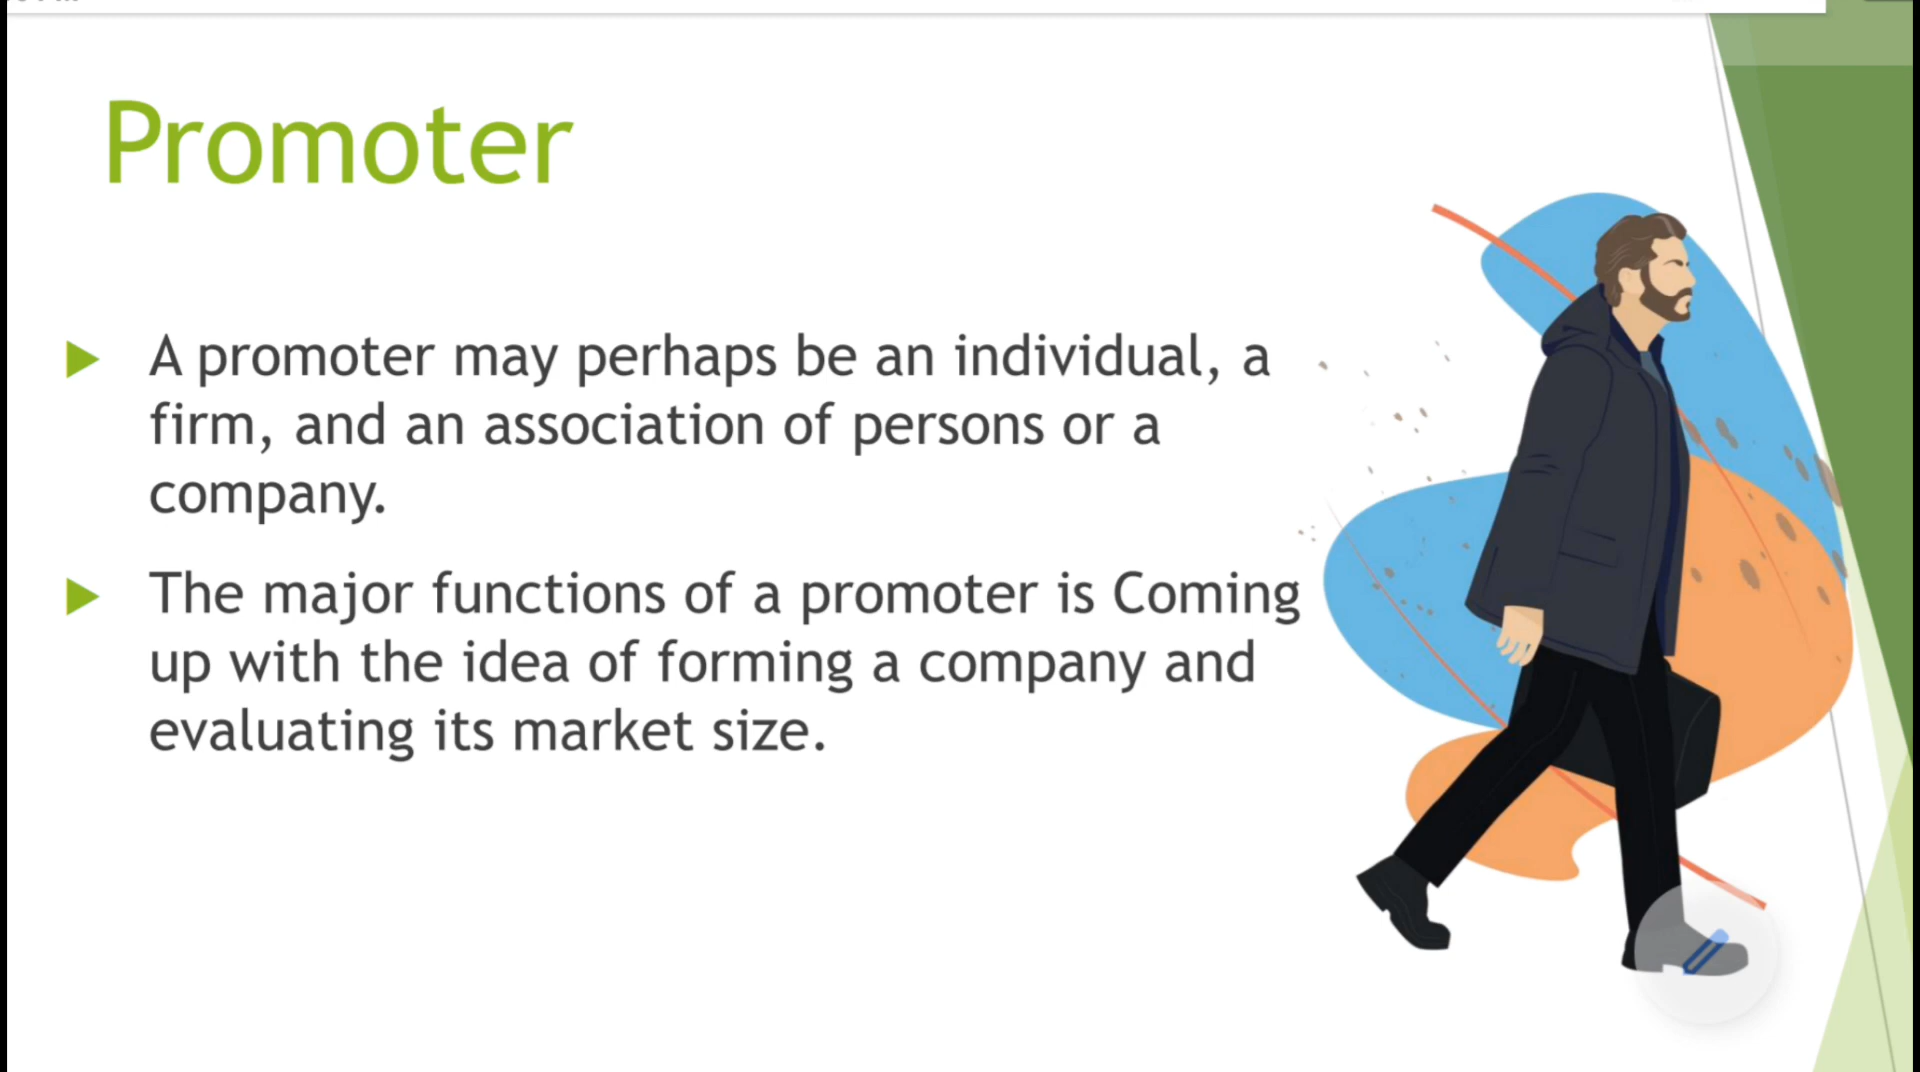 Promoter
A promoter may perhaps be an individual, a
firm, and an association of persons or a
company.
The major functions of a promoter is Coming
up with the idea of forming a company and
evaluating its market size.